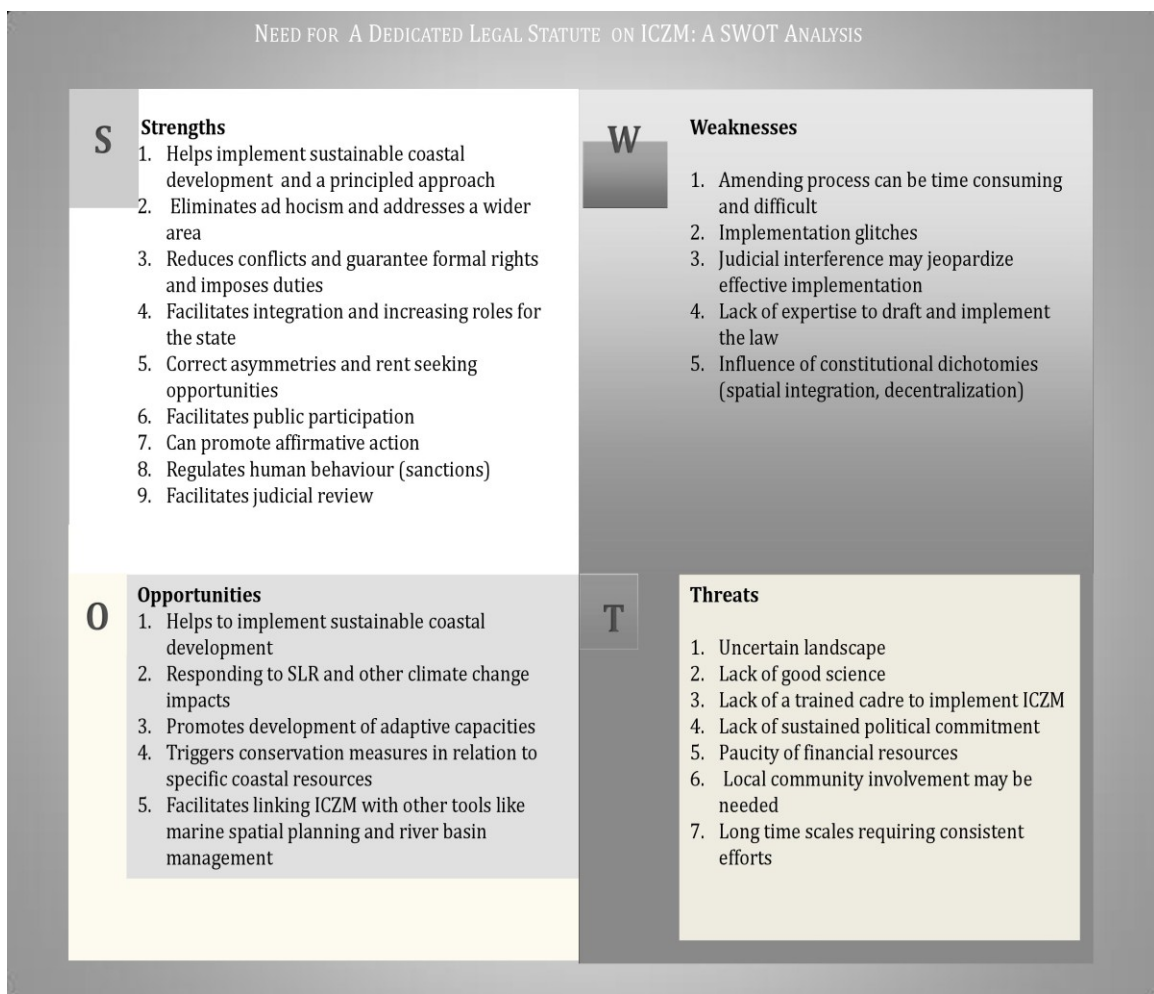 NEED FOR A DEDICATED LEGAL STATUTE ON ICZM: A SWOT ANALYSIS
S
Strengths
1. Helps implement sustainable coastal
development and a principled approach
2. Eliminates ad hocism and addresses a wider
area
3. Reduces conflicts and guarantee formal rights
and imposes duties
4. Facilitates integration and increasing roles for
the state
5. Correct asymmetries and rent seeking
opportunities
6. Facilitates public participation
7. Can promote affirmative action
8. Regulates human behaviour (sanctions)
9. Facilitates judicial review
W
Weaknesses
1. Amending process can be time consuming
and difficult
2. Implementation glitches
3. Judicial interference may jeopardize
effective implementation
4. Lack of expertise to draft and implement
the law
5. Influence of constitutional dichotomies
(spatial integration, decentralization)
O
Opportunities
1. Helps to implement sustainable coastal
development
2. Responding to SLR and other climate change
impacts
3. Promotes development of adaptive capacities
4. Triggers conservation measures in relation to
specific coastal resources
5. Facilitates linking ICZM with other tools like
marine spatial planning and river basin
management
T
Threats
1. Uncertain landscape
2. Lack of good science
3. Lack of a trained cadre to implement ICZM
4. Lack of sustained political commitment
5. Paucity of financial resources
6. Local community involvement may be
needed
7. Long time scales requiring consistent
efforts